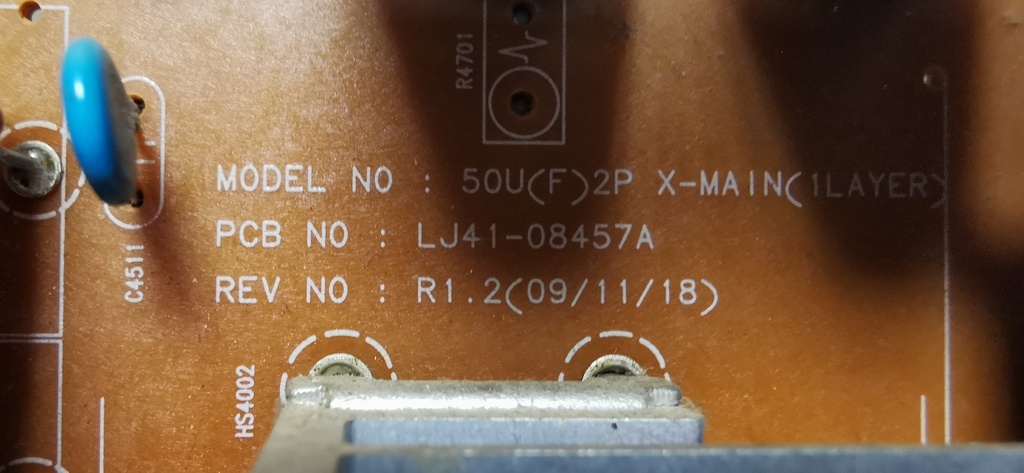 R4701
MODEL NO : 50U(F)2P X-MAIN(1LAYER)
PCB NO : LJ41-08457A
REV NO : R1.2(09/11/18)
C4511
HS4002